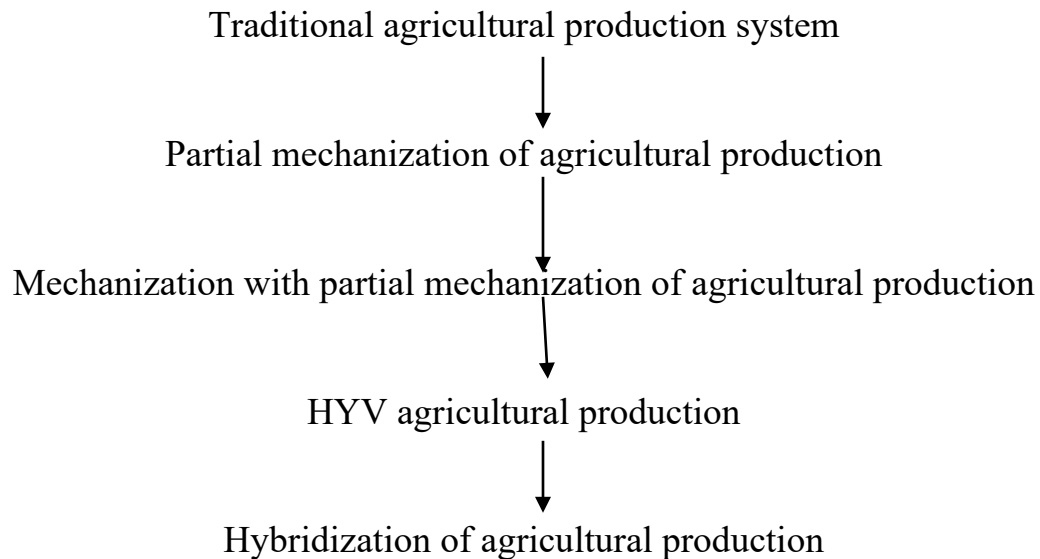 Traditional agricultural production system
Partial mechanization of agricultural production
Mechanization with partial mechanization of agricultural production
HYV agricultural production
Hybridization of agricultural production